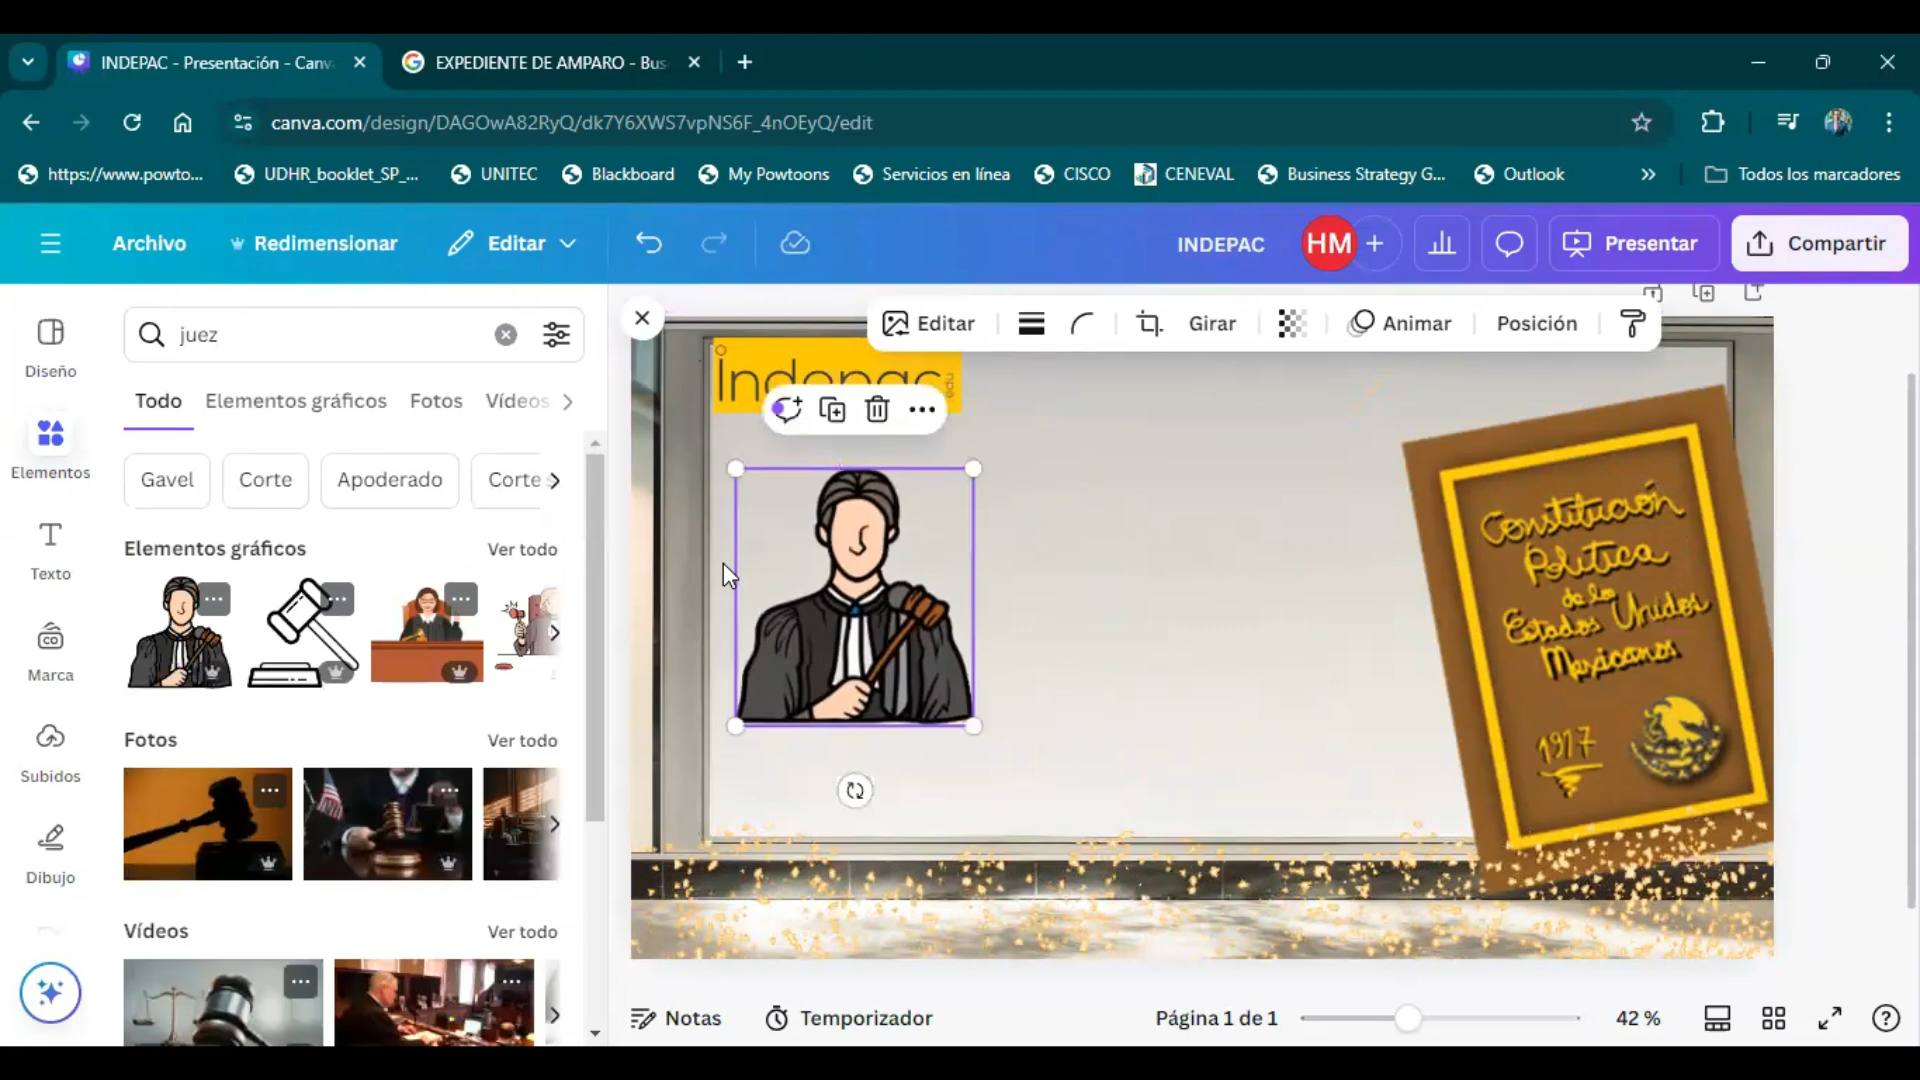 INDEPAC - Presentación - Canv
EXPEDIENTE DE AMPARO - Bus
canva.com/design/DAGOwA82RyQ/dk7Y6XWS7vpNS6F_4nOEyQ/edit
https://www.powto...
UDHR_booklet_SP_...
UNITEC
Blackboard
My Powtoons
Servicios en línea
CISCO
CENEVAL
Business Strategy G...
Outlook
Todos los marcadores
Archivo
Redimensionar
Editar
INDEPAC
HM
Presentar
Compartir
Diseño
Elementos
Texto
Marca
Subidos
Dibujo
juez
Todo
Elementos gráficos
Fotos
Vídeos
Gavel
Corte
Apoderado
Corte
Elementos gráficos
Ver todo
Fotos
Ver todo
Vídeos
Ver todo
Editar
Girar
Animar
Posición
Indepac
edu
Constitución
Política
de los
Estados Unidos
Mexicanos
1917
Notas
Temporizador
Página 1 de 1
42 %